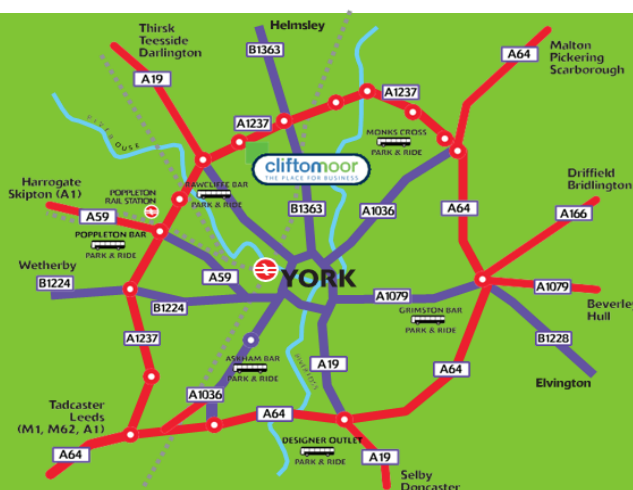 Thirsk
Teesside
Darlington
Helmsley
B1363
A64
Malton
Pickering
Scarborough
A19
A1237
A1237
MONKS CROSS
PARK & RIDE
RIVER OUSE
cliftonmoor
THE PLACE FOR BUSINESS
Driffield
Bridlington
Harrogate
Skipton (A1)
POPPLETON
RAIL STATION
RAWCLIFFE BAR
PARK & RIDE
A59
B1363
A1036
A64
A166
POPPLETON BAR
PARK & RIDE
Wetherby
A59
YORK
B1224
B1224
A1079
A1079
GRIMSTON BAR
PARK & RIDE
Beverley
Hull
A1237
B1228
ASKHAM BAR
PARK & RIDE
A19
A64
Elvington
A1036
Tadcaster
Leeds
(M1, M62, A1)
A64
DESIGNER OUTLET
PARK & RIDE
A64
A19
Selby
Doncaster